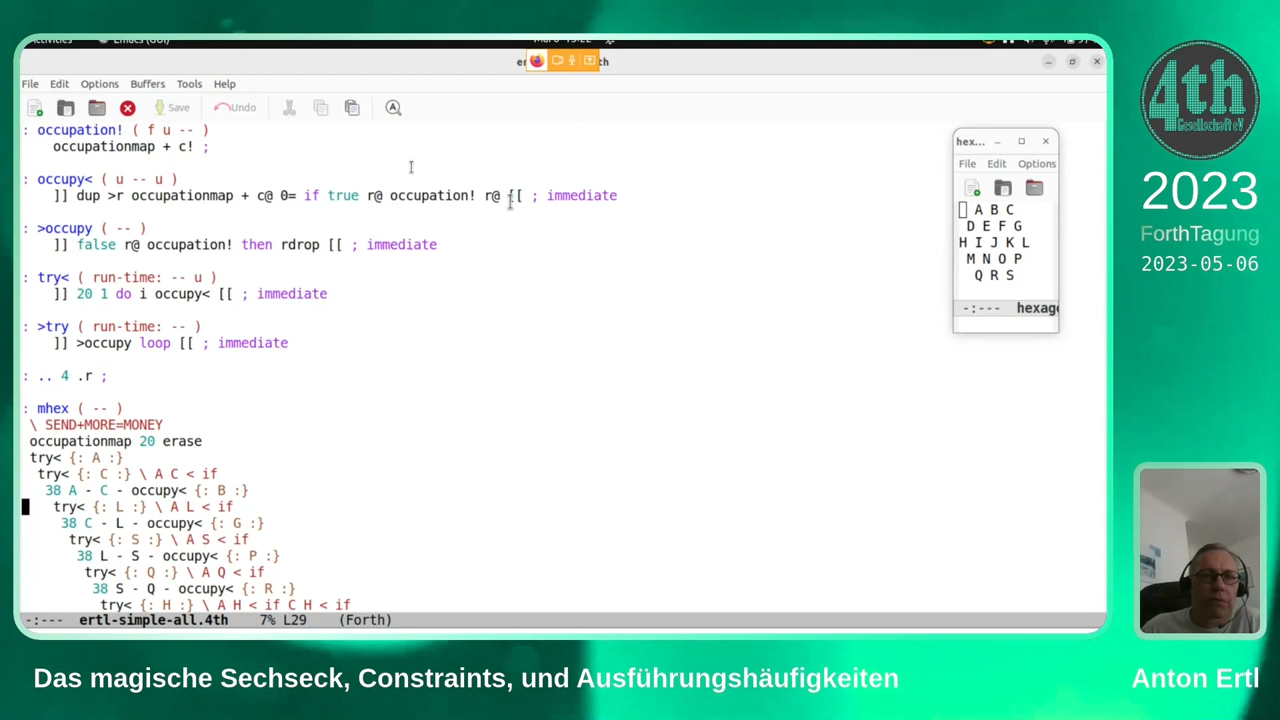 File Edit Options Buffers Tools Help
Save Undo
: occupation! ( f u -- )
occupationmap + c! ;
: occupy< ( u -- u )
]] dup >r occupationmap + c@ 0= if true r@ occupation! r@ [[ ; immediate
: >occupy ( -- )
]] false r@ occupation! then rdrop [[ ; immediate
: try< ( run-time: -- u )
]] 20 1 do i occupy< [[ ; immediate
: >try ( run-time: -- )
]] >occupy loop [[ ; immediate
: .. 4 .r ;
: mhex ( -- )
\ SEND+MORE=MONEY
occupationmap 20 erase
try< {: A :}
try< {: C :} \ A C < if
38 A - C - occupy< {: B :}
try< {: L :} \ A L < if
38 C - L - occupy< {: G :}
try< {: S :} \ A S < if
38 L - S - occupy< {: P :}
try< {: Q :} \ A Q < if
38 S - Q - occupy< {: R :}
try< {: H :} \ A H < if C H < if
-:--- ertl-simple-all.4th 7% L29 (Forth)
hex...
File Edit Options
A B C
D E F G
H I J K L
M N O P
Q R S
-:--- hexag
4th
Gesellschaft eV
2023
ForthTagung
2023-05-06
Das magische Sechseck, Constraints, und Ausführungshäufigkeiten
Anton Ertl